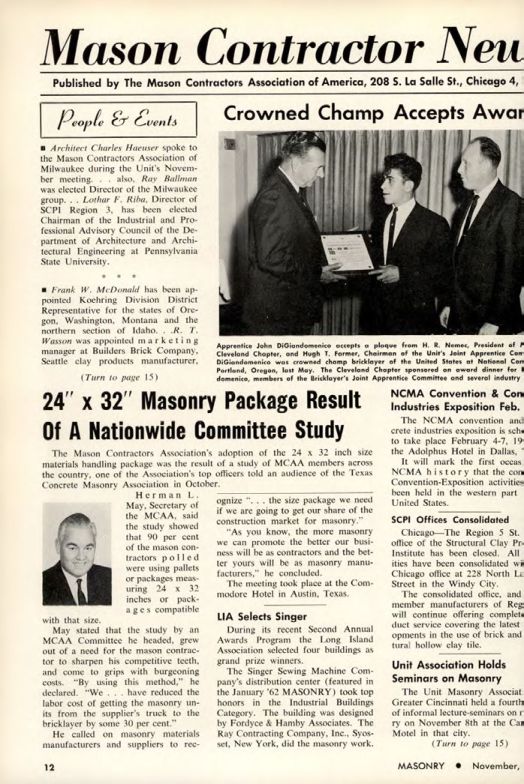 Mason Contractor
Published by The Mason Contractors Association of America, 208 S. La Salle St., Chicago 4,
People & Events
■ Architect Charles Haeuser spoke to
the Mason Contractors Association of
Milwaukee during the Unit's Novem-
ber meeting. . . also, Ray Ballman
was elected Director of the Milwaukee
group. . . Lothar F. Riba, Director of
SCPI Region 3, has been elected
Chairman of the Industrial and Pro-
fessional Advisory Council of the De-
partment of Architecture and Archi-
tectural Engineering at Pennsylvania
State University.
* * *
■ Frank W. McDonald has been ap-
pointed Koehring Division District
Representative for the states of Ore-
gon, Washington, Montana and the
northern section of Idaho. . .R. T.
Wasson was appointed marketing
manager at Builders Brick Company,
Seattle clay products manufacturer,
(Turn to page 15)
Crowned Champ Accepts
Apprentice John DiGiandomenico accepts a plaque from H. R. Nemec, President of
Cleveland Chapter, and Hugh T. Farmer, Chairman of the Unit's Joint Apprentice
DiGiandomenico was crowned champ bricklayer of the United States at National
Portland, Oregon, last May. The Cleveland Chapter sponsored an award dinner for
domenico, members of the Bricklayer's Joint Apprentice Committee and several industry
24" x 32" Masonry Package Result
Of A Nationwide Committee Study
The Mason Contractors Association's adoption of the 24 x 32 inch size
materials handling package was the result of a study of MCAA members across
the country, one of the Association's top officers told an audience of the Texas
Concrete Masonry Association in October.
Herman L.
May, Secretary of
the MCAA, said
the study showed
that 90 per cent
of the mason con-
tractors polled
were using pallets
or packages meas-
uring 24 x 32
inches or pack-
ages compatible
with that size.
May stated that the study by an
MCAA Committee he headed, grew
out of a need for the mason contrac-
tor to sharpen his competitive teeth,
and come to grips with burgeoning
costs. "By using this method," he
declared. "We . . . have reduced the
labor cost of getting the masonry un-
its from the supplier's truck to the
bricklayer by some 30 per cent."
He called on masonry materials
manufacturers and suppliers to rec-
ognize ". . . the size package we need
if we are going to get our share of the
construction market for masonry."
"As you know, the more masonry
we can promote the better our busi-
ness will be as contractors and the bet-
ter yours will be as masonry manu-
facturers," he concluded.
The meeting took place at the Com-
modore Hotel in Austin, Texas.
LIA Selects Singer
During its recent Second Annual
Awards Program the Long Island
Association selected four buildings as
grand prize winners.
The Singer Sewing Machine Com-
pany's distribution center (featured in
the January '62 MASONRY) took top
honors in the Industrial Buildings
Category. The building was designed
by Fordyce & Hamby Associates. The
Ray Contracting Company, Inc., Syos-
set, New York, did the masonry work.
NCMA Convention &
Industries Exposition Feb.
The NCMA convention and
crete industries exposition is
to take place February 4-7,
the Adolphus Hotel in Dallas,
It will mark the first
NCMA history that the
Convention-Exposition activities
been held in the western part
United States.
SCPI Offices Consolidated
Chicago—The Region 5 St.
office of the Structural Clay
Institute has been closed. All
ities have been consolidated
Chicago office at 228 North
Street in the Windy City.
The consolidated office, and
member manufacturers of
will continue offering
duct service covering the latest
opments in the use of brick and
tural hollow clay tile.
Unit Association Holds
Seminars on Masonry
The Unit Masonry
Greater Cincinnati held a
of informal lecture-seminars on
ry on November 8th at the
Motel in that city.
(Turn to page 15)
12
MASONRY ● November,